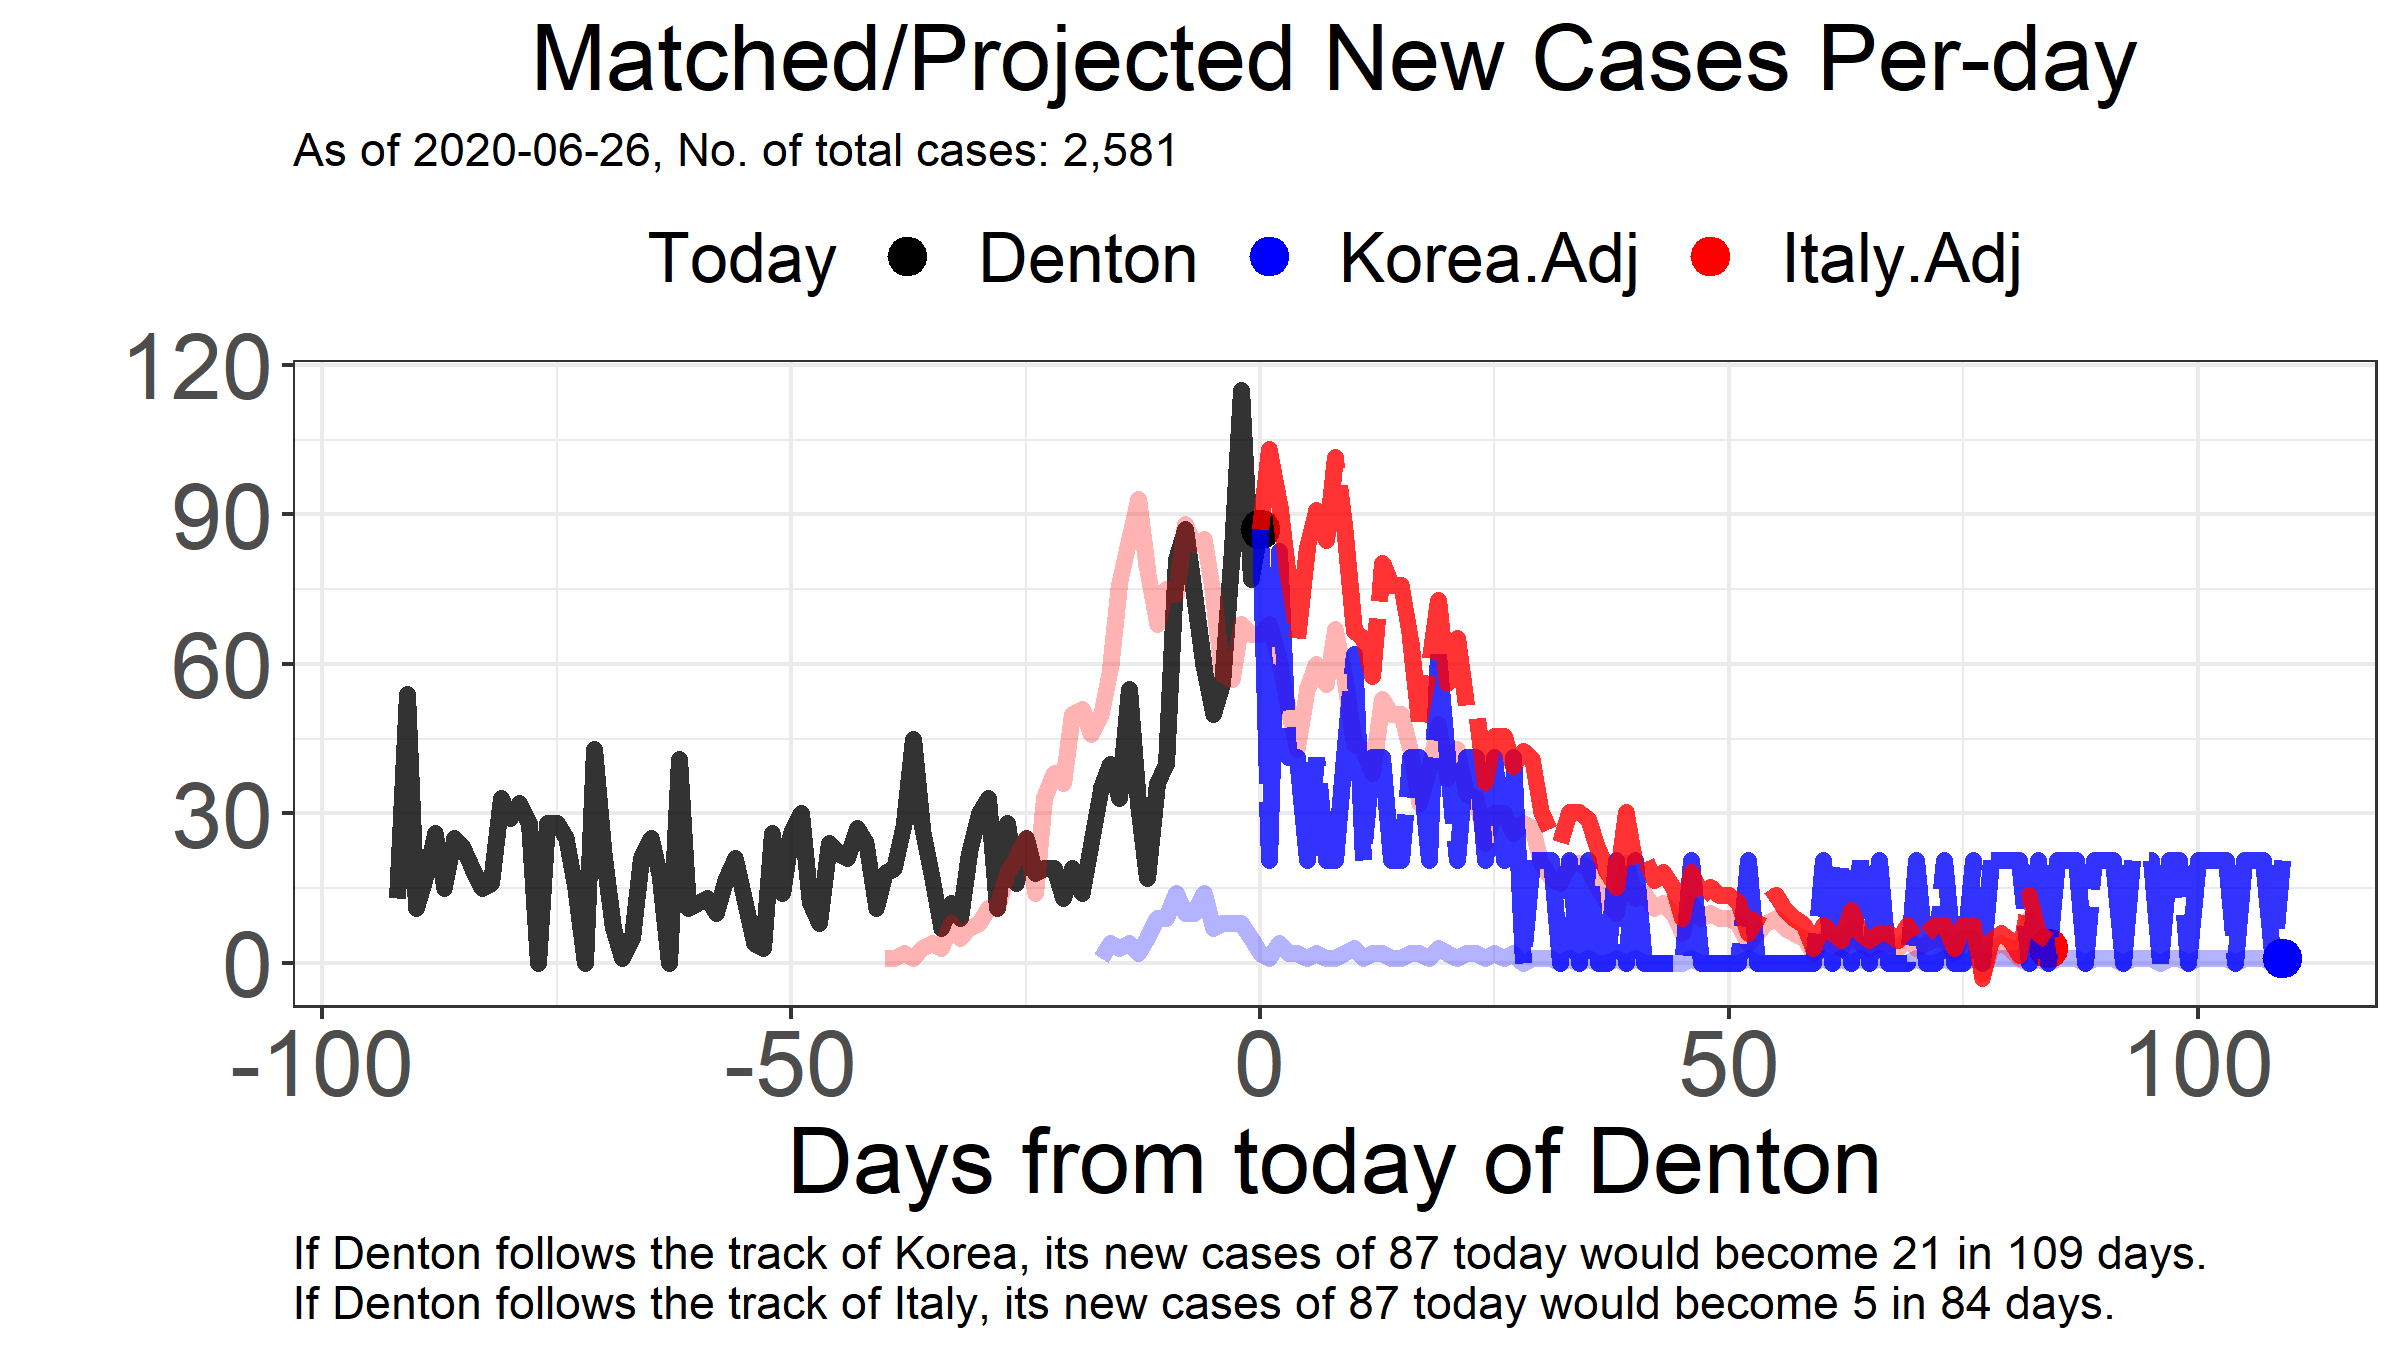 Matched/Projected New Cases Per-day
As of 2020-06-26, No. of total cases: 2,581
Today Denton Korea.Adj Italy.Adj
120
90
60
30
0
-100 -50 0 50 100
Days from today of Denton
If Denton follows the track of Korea, its new cases of 87 today would become 21 in 109 days.
If Denton follows the track of Italy, its new cases of 87 today would become 5 in 84 days.